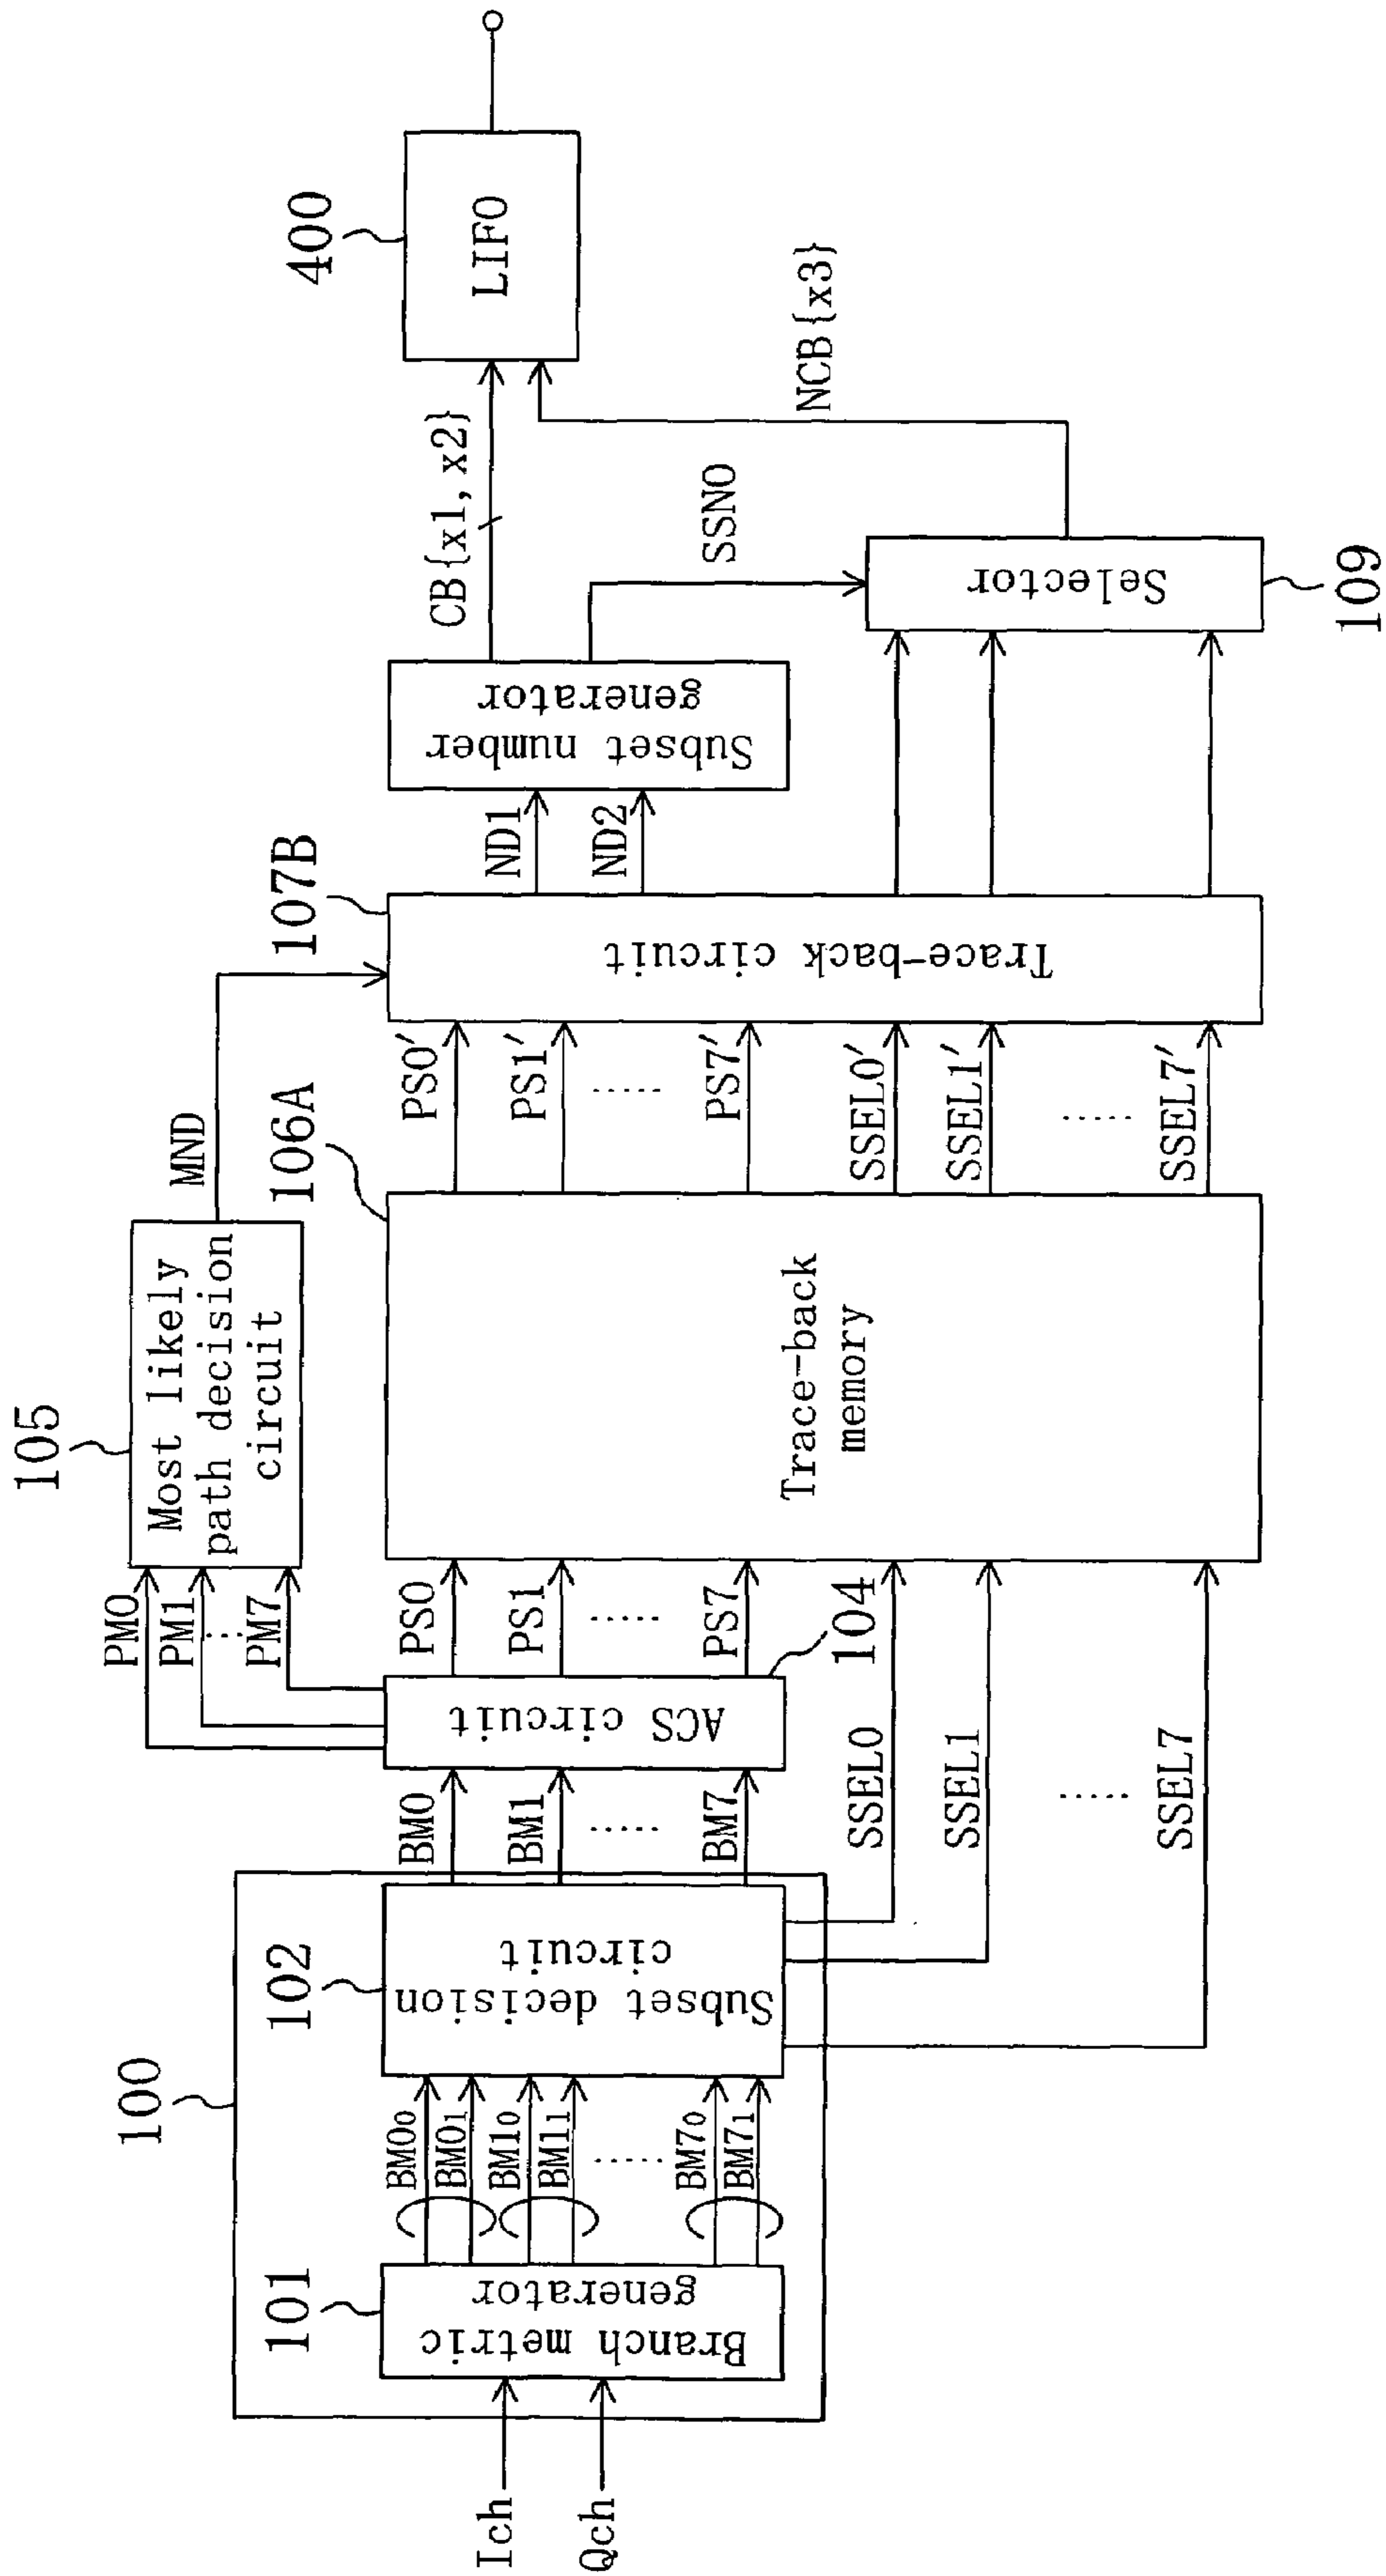 Ich
Qch
100
101
Branch metric
generator
BM0₀
BM0₁
BM1₀
BM1₁
.....
BM7₀
BM7₁
102
Subset decision
circuit
BM0
BM1
.....
BM7
SSEL0
SSEL1
.....
SSEL7
ACS circuit
104
PM0
PM1
...
PM7
105
Most likely
path decision
circuit
MND
PS0
PS1
.....
PS7
106A
Trace-back
memory
PS0′
PS1′
.....
PS7′
SSEL0′
SSEL1′
.....
SSEL7′
107B
Trace-back circuit
ND1
ND2
Subset number
generator
CB{x1, x2}
SSNO
Selector
109
NCB{x3}
400
LIFO